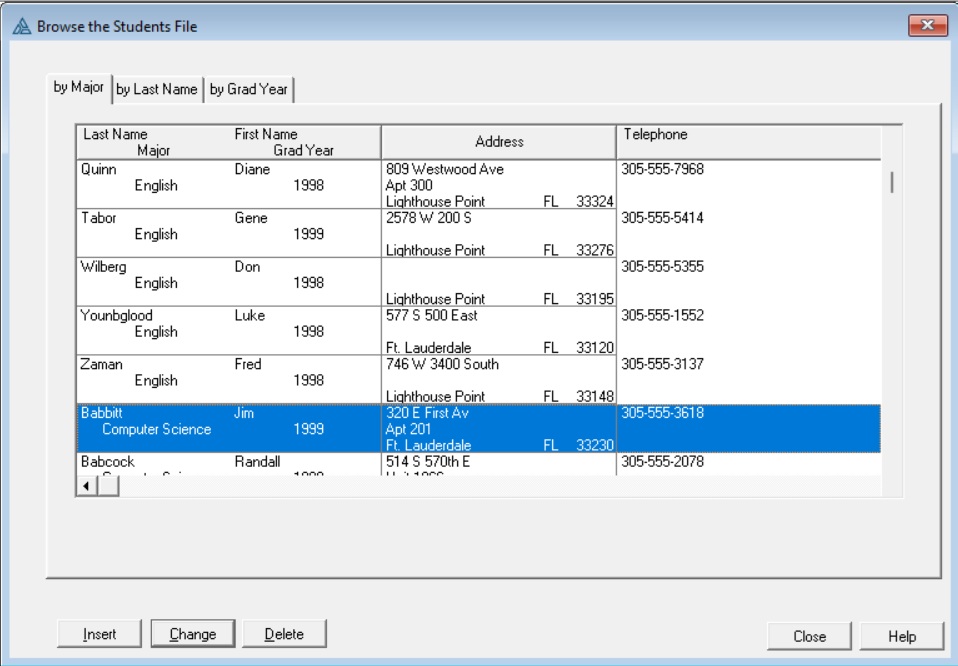 Browse the Students File
by Major by Last Name by Grad Year
Last Name First Name Address Telephone
Major Grad Year
Quinn Diane 809 Westwood Ave 305-555-7968
English 1998 Apt 300
Lighthouse Point FL 33324
Tabor Gene 2578 W 200 S 305-555-5414
English 1999
Lighthouse Point FL 33276
Wilberg Don 305-555-5355
English 1998
Lighthouse Point FL 33195
Younbglood Luke 577 S 500 East 305-555-1552
English 1998
Ft. Lauderdale FL 33120
Zaman Fred 746 W 3400 South 305-555-3137
English 1998
Lighthouse Point FL 33148
Babbitt Jim 320 E First Av 305-555-3618
Computer Science 1999 Apt 201
Ft. Lauderdale FL 33230
Babcock Randall 514 S 570th E 305-555-2078
Insert Change Delete Close Help